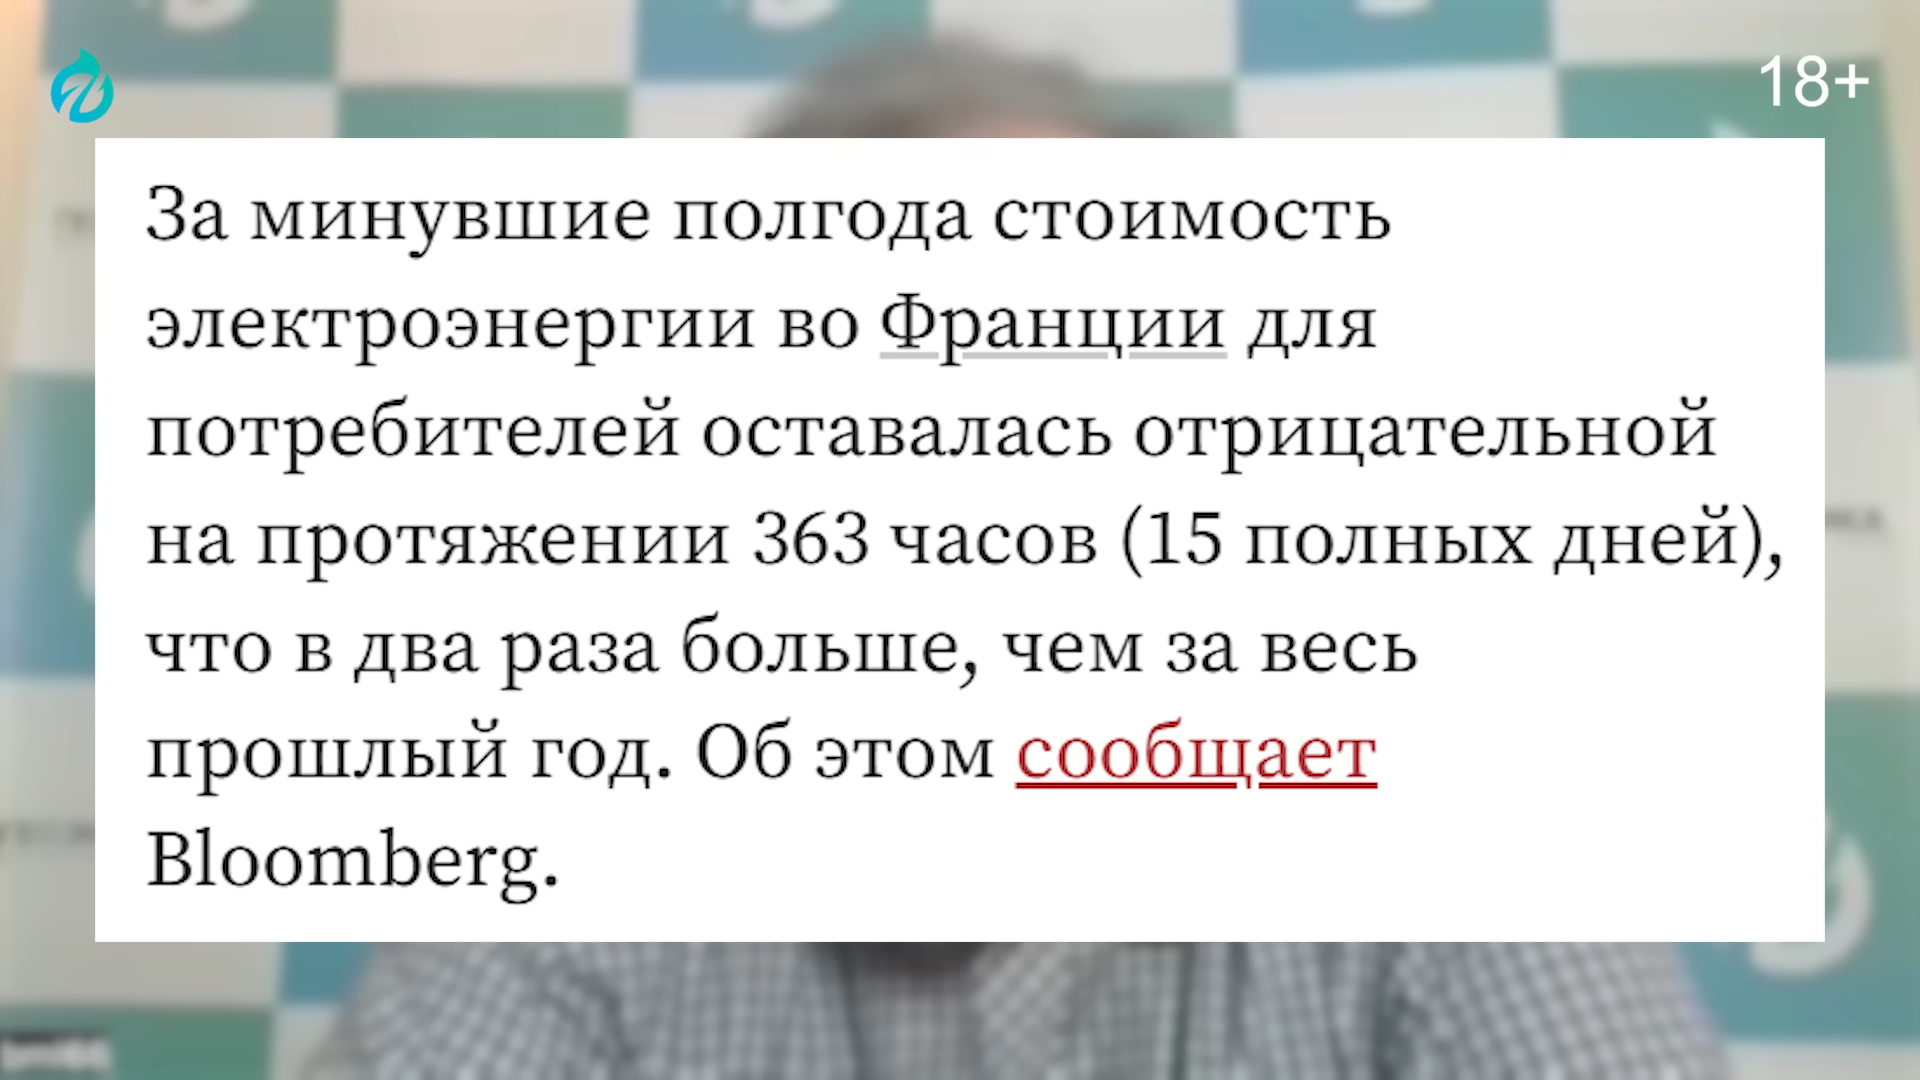 18+
За минувшие полгода стоимость
электроэнергии во Франции для
потребителей оставалась отрицательной
на протяжении 363 часов (15 полных дней),
что в два раза больше, чем за весь
прошлый год. Об этом сообщает
Bloomberg.